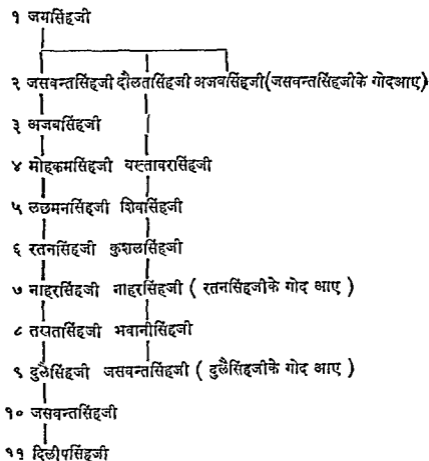 १ जयसिंहजी
२ जसवन्तसिंहजी दौलतसिंहजी अजबसिंहजी(जसवन्तसिंहजीके गोदआए)
३ अजबसिंहजी
४ मोहकमसिंहजी वख्तावरसिंहजी
५ लछमनसिंहजी शिवसिंहजी
६ रतनसिंहजी कुशलसिंहजी
७ नाहरसिंहजी नाहरसिंहजी ( रतनसिंहजीके गोद आए )
८ तख्तसिंहजी भवानीसिंहजी
९ दुलैसिंहजी जसवन्तसिंहजी ( दुलैसिंहजीके गोद आए )
१० जसवन्तसिंहजी
११ दिलीपसिंहजी